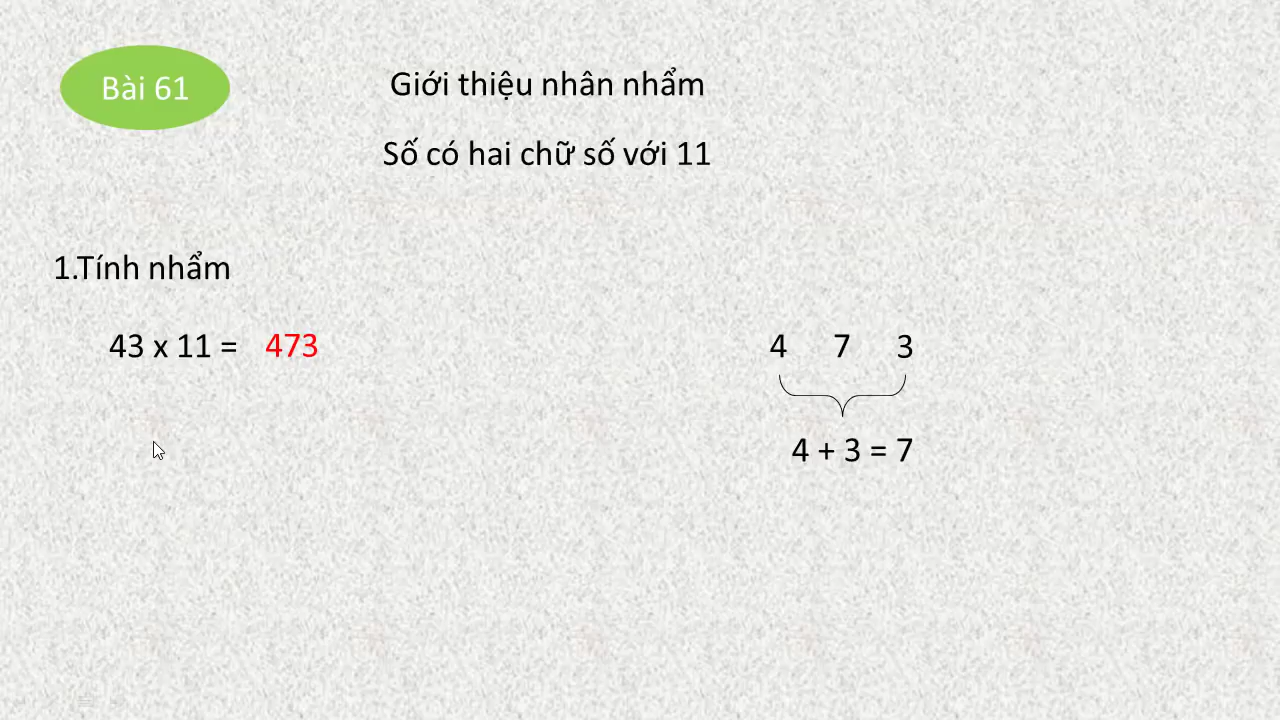 Bài 61
Giới thiệu nhân nhẩm
Số có hai chữ số với 11
1.Tính nhẩm
43 x 11 = 473
4 7 3
4 + 3 = 7